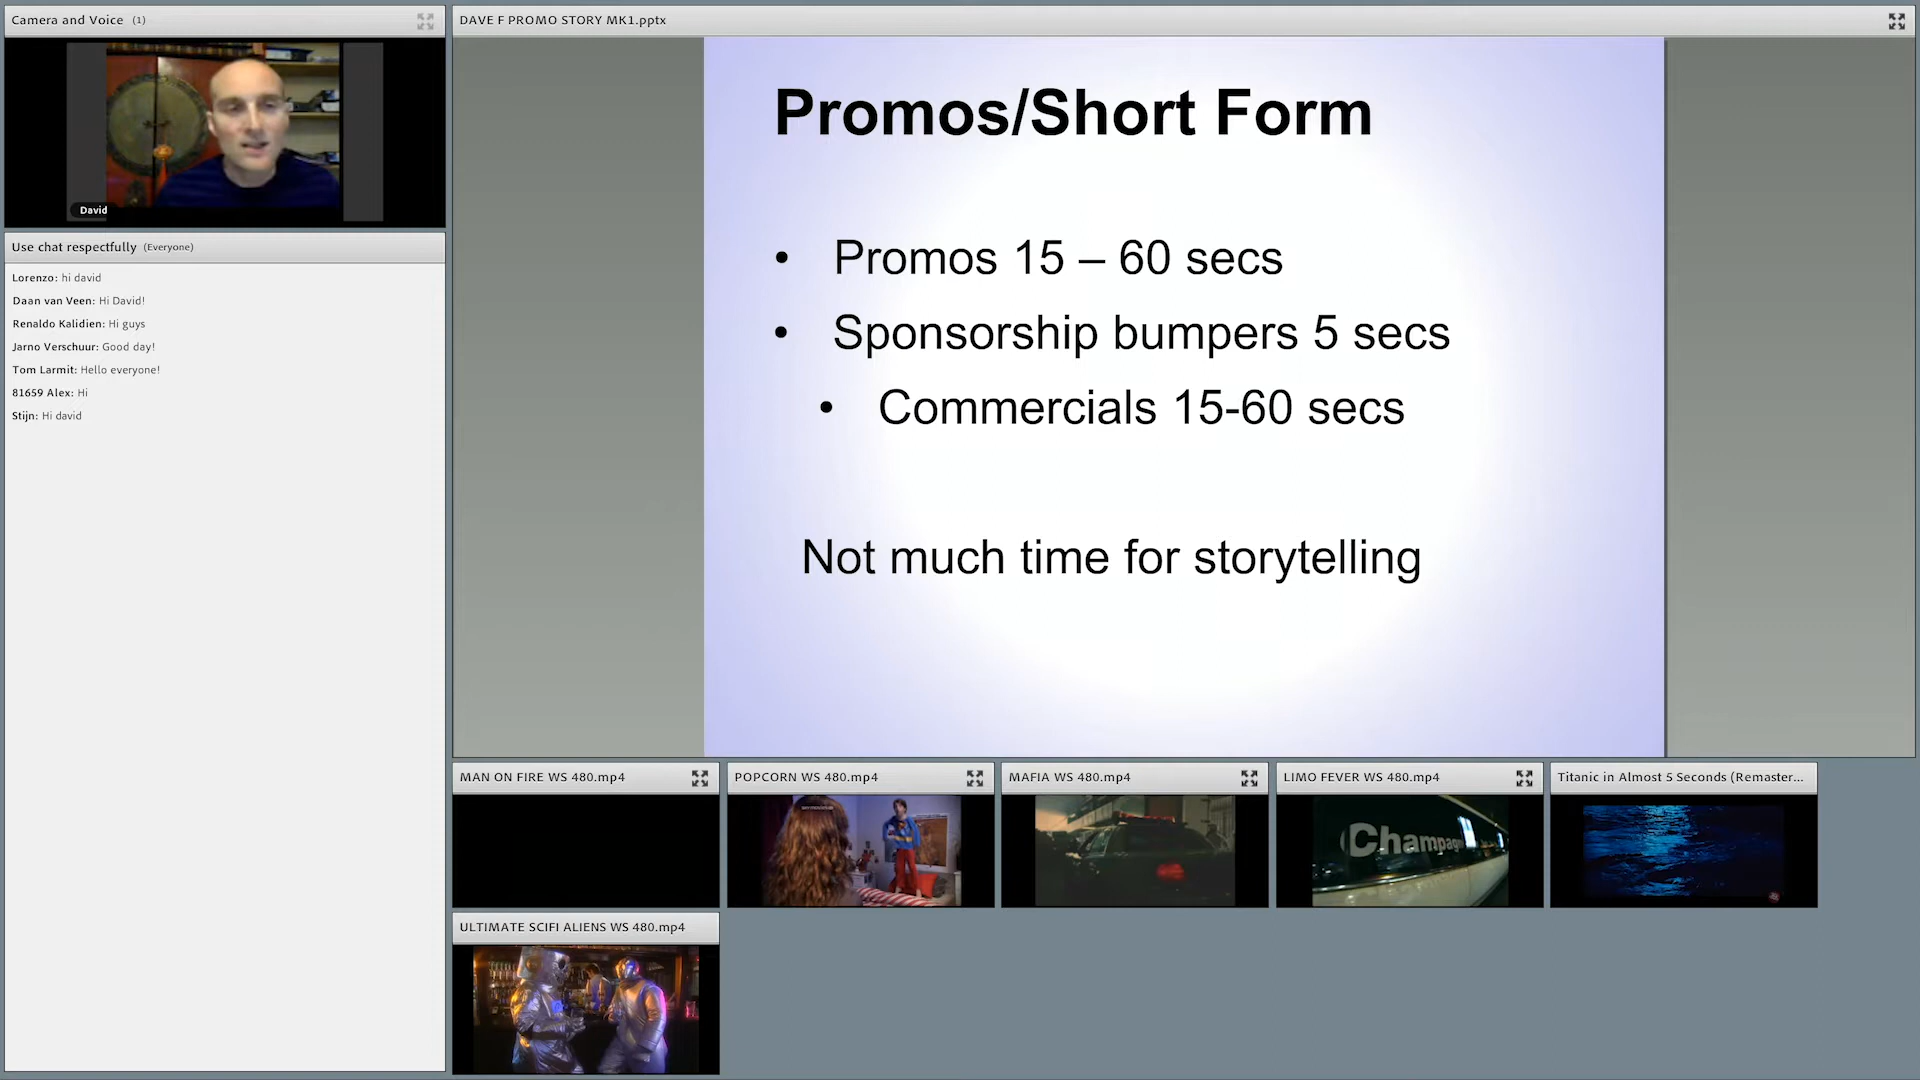 Camera and Voice (1)
David
Use chat respectfully (Everyone)
Lorenzo: hi david
Daan van Veen: Hi David!
Renaldo Kalidien: Hi guys
Jarno Verschuur: Good day!
Tom Larmit: Hello everyone!
81659 Alex: Hi
Stijn: Hi david
DAVE F PROMO STORY MK1.pptx
Promos/Short Form
• Promos 15 – 60 secs
• Sponsorship bumpers 5 secs
• Commercials 15-60 secs
Not much time for storytelling
MAN ON FIRE WS 480.mp4
POPCORN WS 480.mp4
MAFIA WS 480.mp4
LIMO FEVER WS 480.mp4
Champag
Titanic in Almost 5 Seconds (Remaster...
ULTIMATE SCIFI ALIENS WS 480.mp4